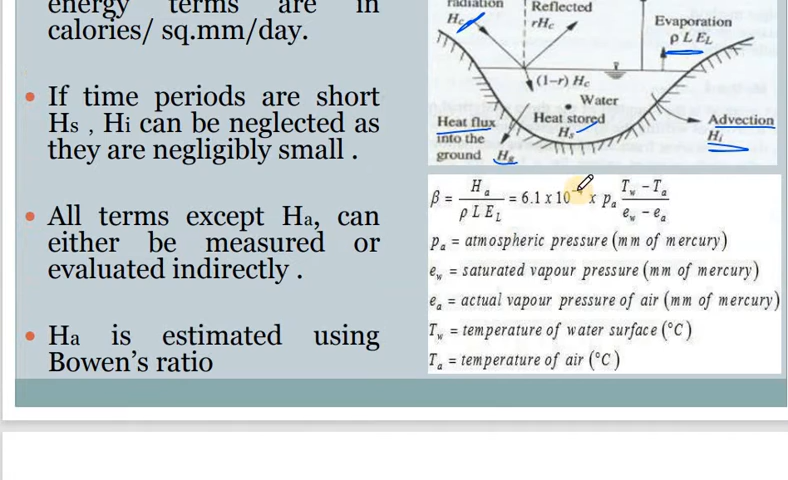 energy terms are in
calories/ sq.mm/day.
• If time periods are short
Hs , Hi can be neglected as
they are negligibly small .
• All terms except Ha, can
either be measured or
evaluated indirectly .
• Ha is estimated using
Bowen's ratio
radiation
Hc
Reflected
rHc
Evaporation
ρ L EL
(1-r) Hc
Water
Heat flux
into the
ground Hg
Heat stored
Hs
Advection
Hi
β = Ha / ρ L EL = 6.1 x 10 x pa Tw - Ta / ew - ea
pa = atmospheric pressure (mm of mercury)
ew = saturated vapour pressure (mm of mercury)
ea = actual vapour pressure of air (mm of mercury)
Tw = temperature of water surface (°C)
Ta = temperature of air (°C)